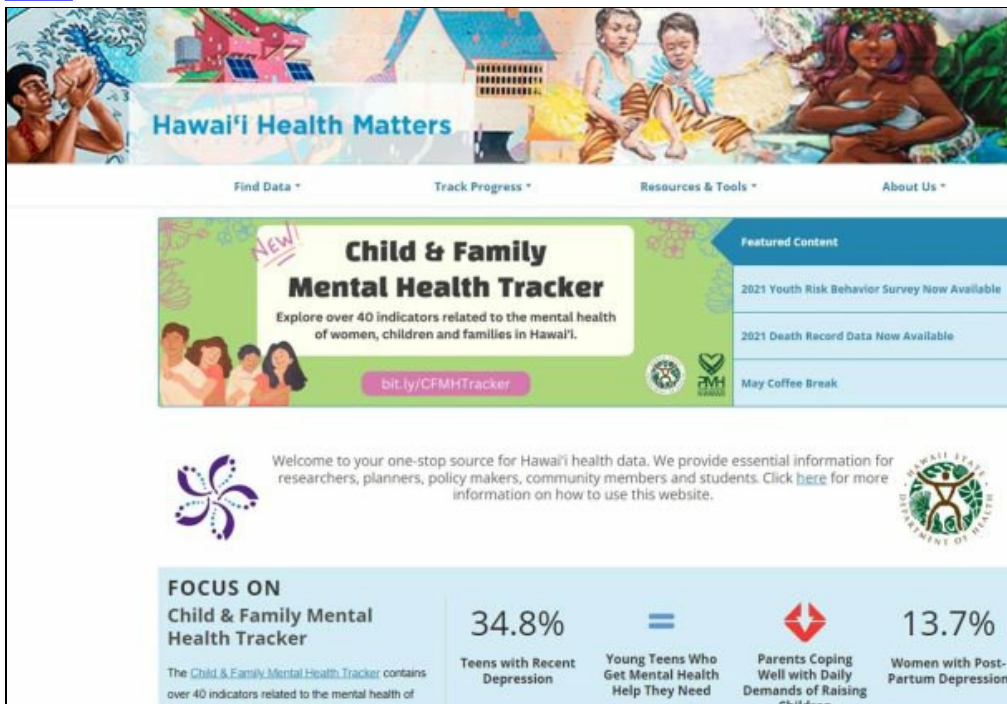 Hawai‘i Health Matters
Find Data
Track Progress
Resources & Tools
About Us
NEW!
Child & Family
Mental Health Tracker
Explore over 40 indicators related to the mental health
of women, children and families in Hawai‘i.
bit.ly/CFMHTracker
Featured Content
2021 Youth Risk Behavior Survey Now Available
2021 Death Record Data Now Available
May Coffee Break
Welcome to your one-stop source for Hawai‘i health data. We provide essential information for
researchers, planners, policy makers, community members and students. Click here for more
information on how to use this website.
HAWAII STATE
DEPARTMENT OF HEALTH
FOCUS ON
Child & Family Mental
Health Tracker
The Child & Family Mental Health Tracker contains
over 40 indicators related to the mental health of
34.8%
Teens with Recent
Depression
=
Young Teens Who
Get Mental Health
Help They Need
Parents Coping
Well with Daily
Demands of Raising
Children
13.7%
Women with Post-
Partum Depression